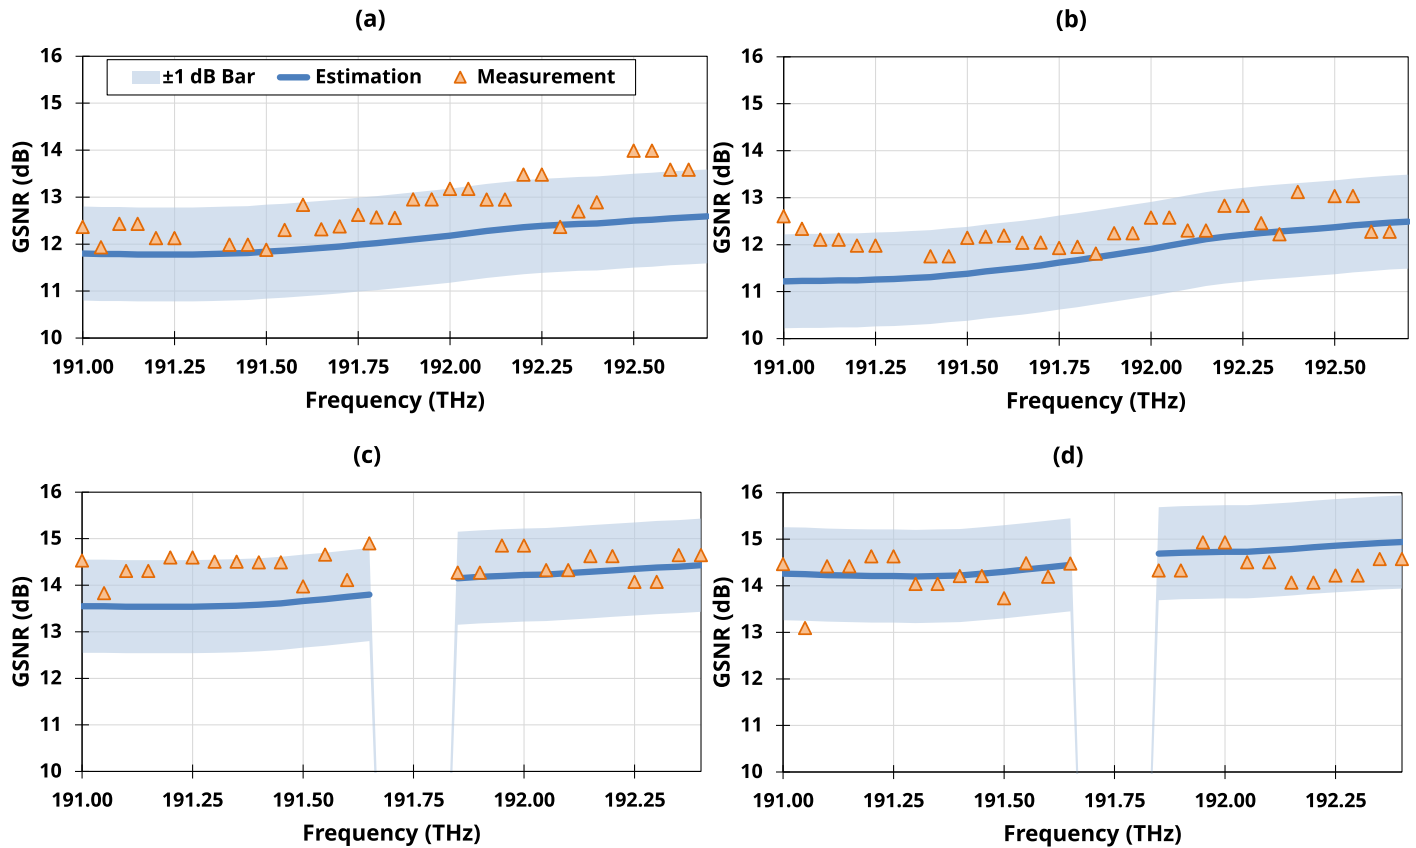 (a)
±1 dB Bar Estimation Measurement
GSNR (dB)
16
15
14
13
12
11
10
191.00 191.25 191.50 191.75 192.00 192.25 192.50
Frequency (THz)
(b)
GSNR (dB)
16
15
14
13
12
11
10
191.00 191.25 191.50 191.75 192.00 192.25 192.50
Frequency (THz)
(c)
GSNR (dB)
16
15
14
13
12
11
10
191.00 191.25 191.50 191.75 192.00 192.25
Frequency (THz)
(d)
GSNR (dB)
16
15
14
13
12
11
10
191.00 191.25 191.50 191.75 192.00 192.25
Frequency (THz)